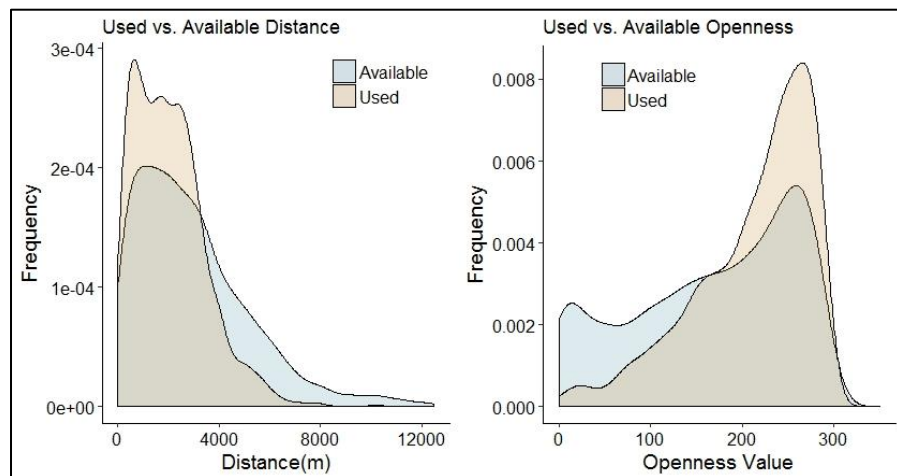 Used vs. Available Distance
3e-04
2e-04
1e-04
0e+00
Frequency
Available
Used
0
4000
8000
12000
Distance(m)
Used vs. Available Openness
0.008
0.006
0.004
0.002
0.000
Frequency
Available
Used
0
100
200
300
Openness Value